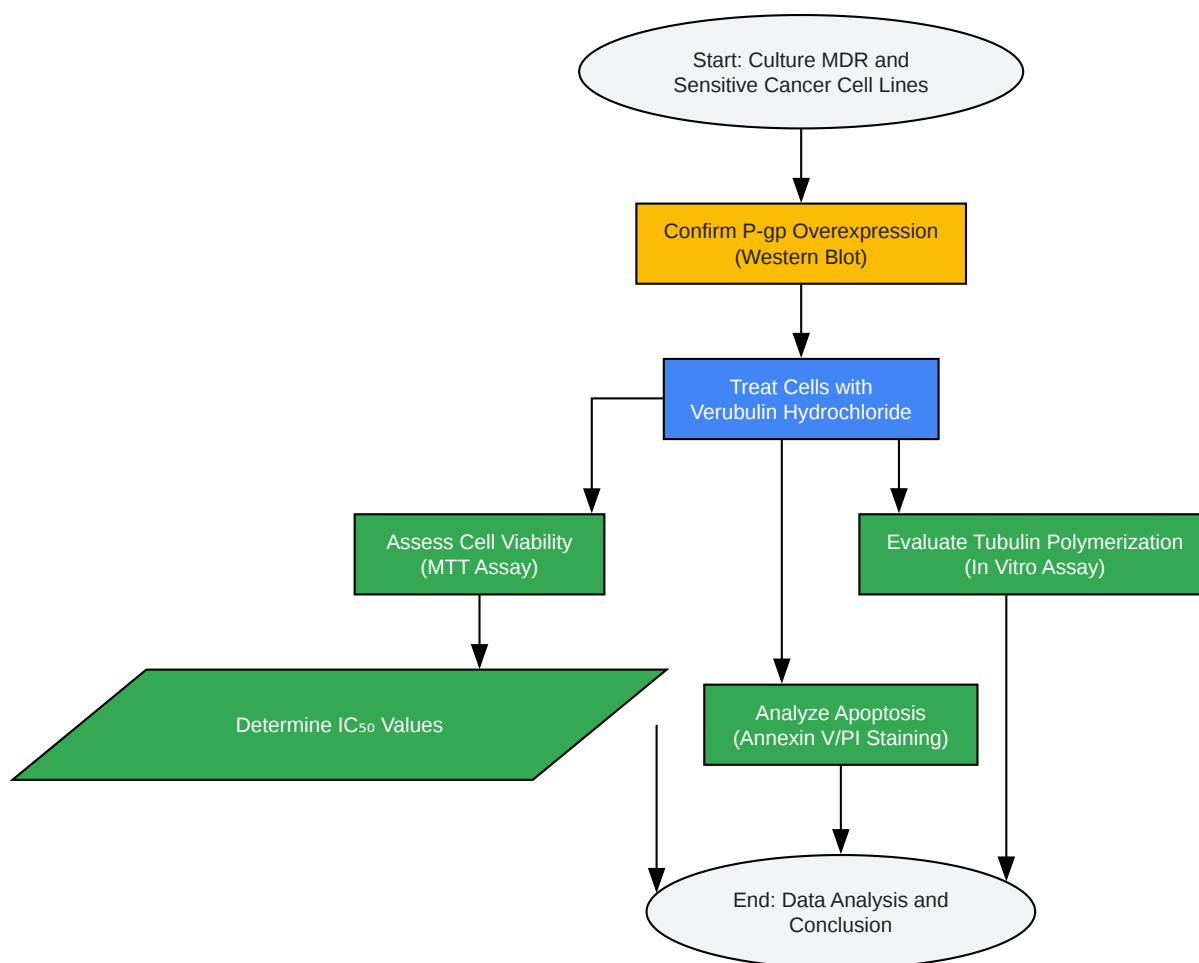 Start: Culture MDR and
Sensitive Cancer Cell Lines
Confirm P-gp Overexpression
(Western Blot)
Treat Cells with
Verubulin Hydrochloride
Assess Cell Viability
(MTT Assay)
Evaluate Tubulin Polymerization
(In Vitro Assay)
Determine IC₅₀ Values
Analyze Apoptosis
(Annexin V/PI Staining)
End: Data Analysis and
Conclusion